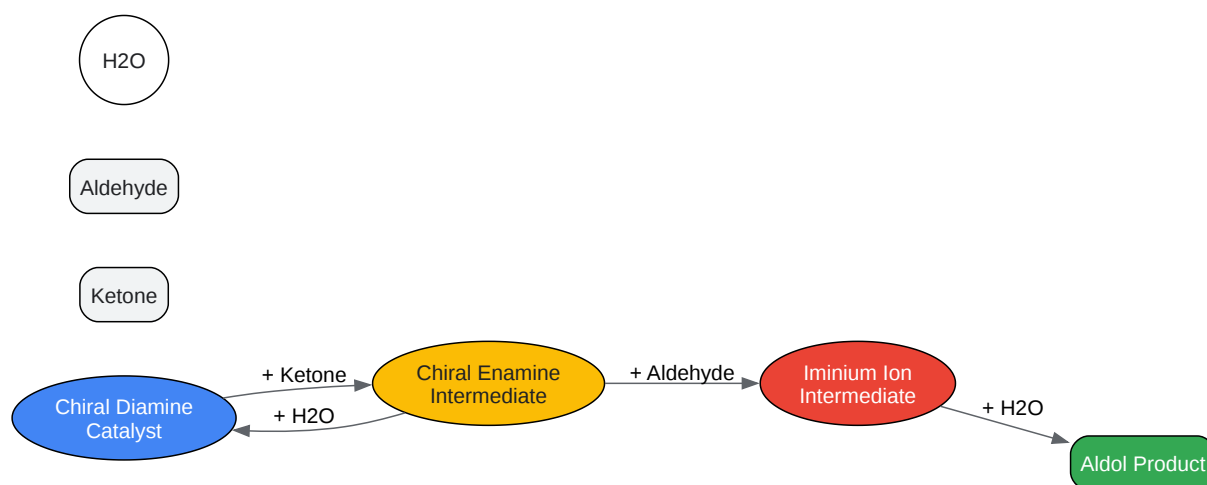 H2O
Aldehyde
Ketone
+ Ketone
Chiral Enamine
Intermediate
+ Aldehyde
Iminium Ion
Intermediate
Chiral Diamine
Catalyst
+ H2O
+ H2O
Aldol Product